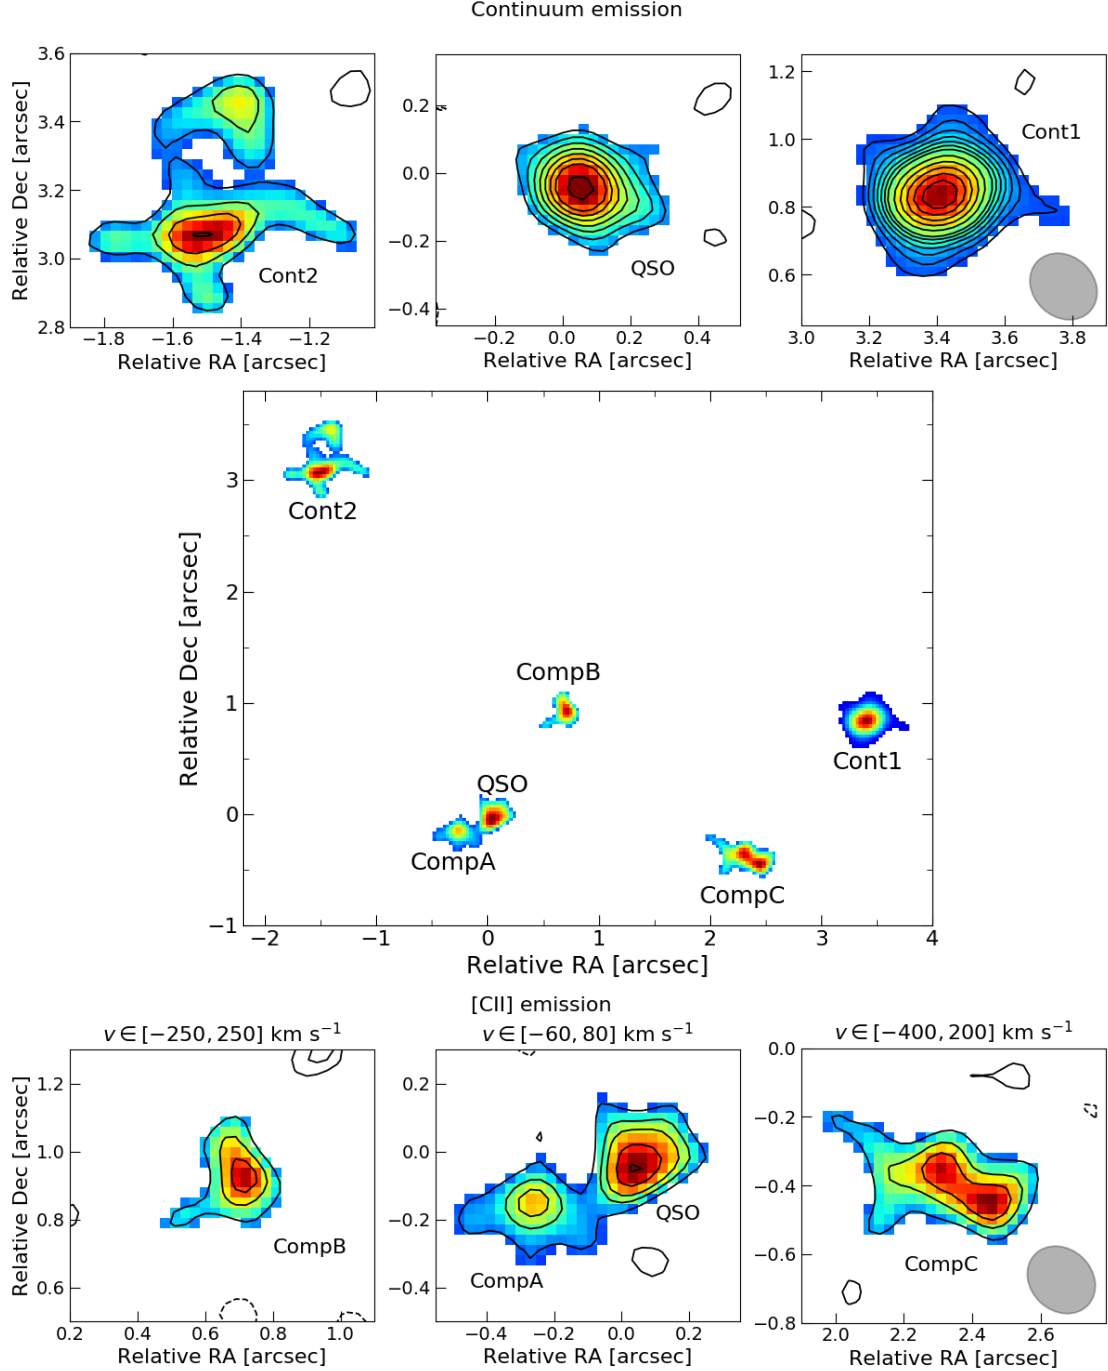 Continuum emission
3.6
3.4
3.2
3.0
2.8
Relative Dec [arcsec]
Cont2
−1.8 −1.6 −1.4 −1.2
Relative RA [arcsec]
0.2
0.0
−0.2
−0.4
QSO
−0.2 0.0 0.2 0.4
Relative RA [arcsec]
1.2
1.0
0.8
0.6
Cont1
3.0 3.2 3.4 3.6 3.8
Relative RA [arcsec]
3
2
1
0
−1
Relative Dec [arcsec]
Cont2
CompB
Cont1
QSO
CompA
CompC
−2 −1 0 1 2 3 4
Relative RA [arcsec]
[CII] emission
v ∈ [−250, 250] km s⁻¹
1.2
1.0
0.8
0.6
Relative Dec [arcsec]
CompB
0.2 0.4 0.6 0.8 1.0
Relative RA [arcsec]
v ∈ [−60, 80] km s⁻¹
0.2
0.0
−0.2
−0.4
QSO
CompA
−0.4 −0.2 0.0 0.2
Relative RA [arcsec]
v ∈ [−400, 200] km s⁻¹
0.0
−0.2
−0.4
−0.6
−0.8
CompC
2.0 2.2 2.4 2.6
Relative RA [arcsec]